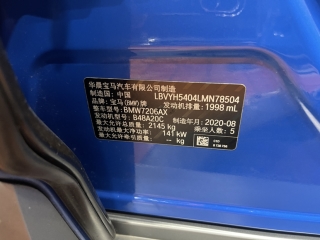 华晨宝马汽车有限公司制造
制造国：中国 LBVYH5404LMN78504
品牌：宝马(BMW)牌 发动机排量：1998 mL
整车型号：BMW7206AX
发动机型号：B48A20C 制造年月：2020-08
最大允许总质量：2145 kg 乘坐人数：5
发动机最大净功率：141 kW
最大允许牵引质量：-- kg